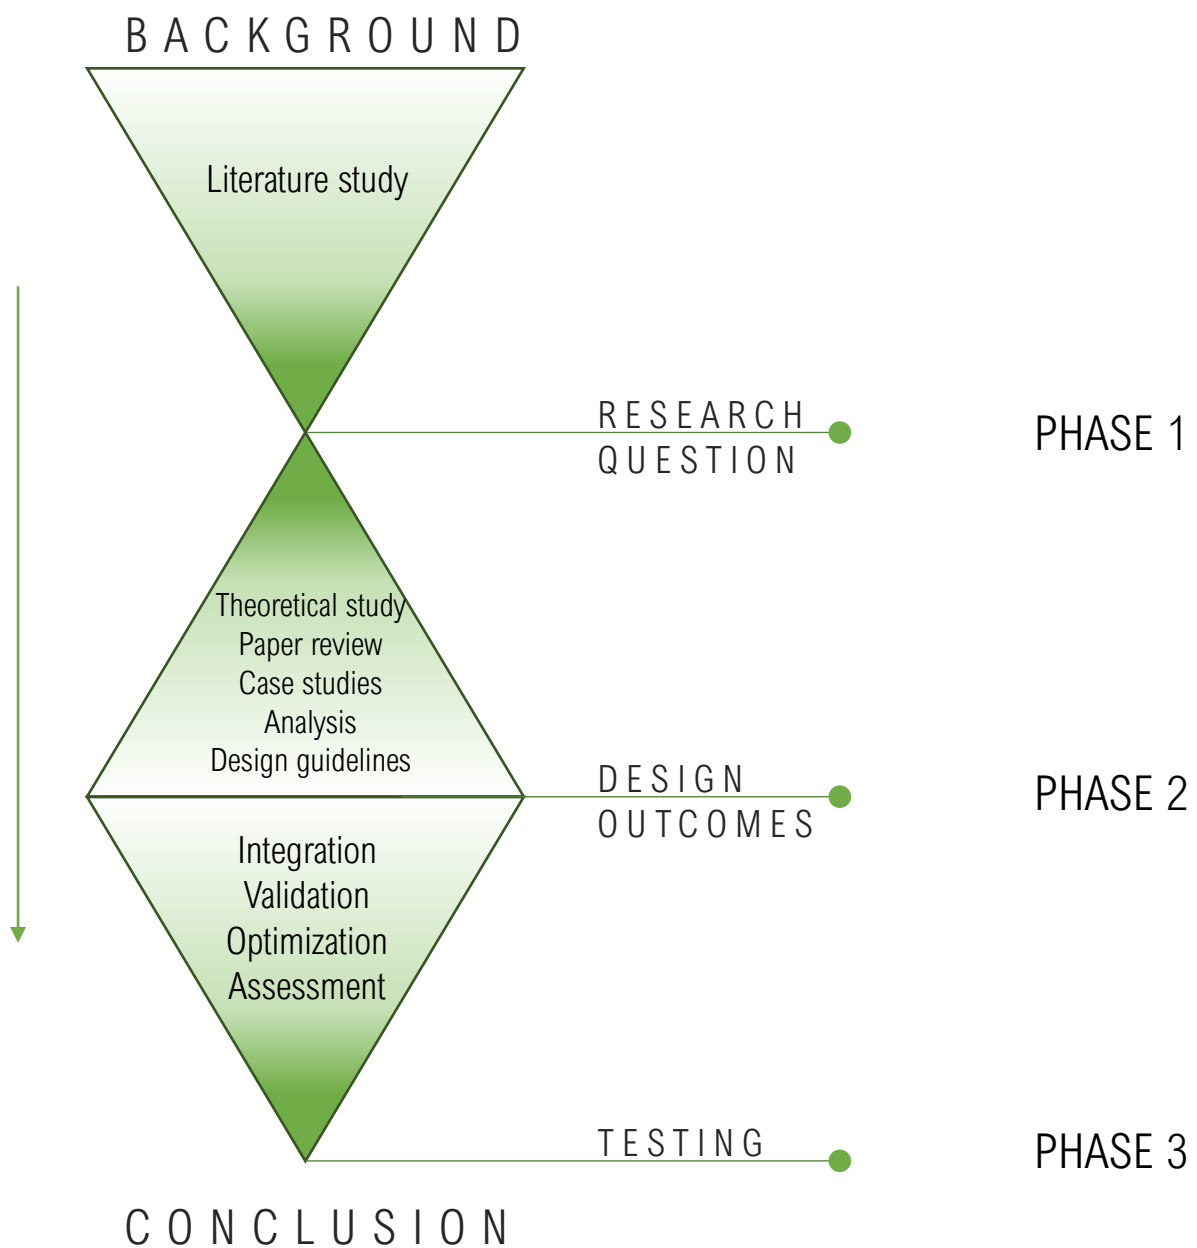 BACKGROUND
Literature study
RESEARCH
QUESTION
PHASE 1
Theoretical study
Paper review
Case studies
Analysis
Design guidelines
DESIGN
OUTCOMES
PHASE 2
Integration
Validation
Optimization
Assessment
TESTING
PHASE 3
CONCLUSION